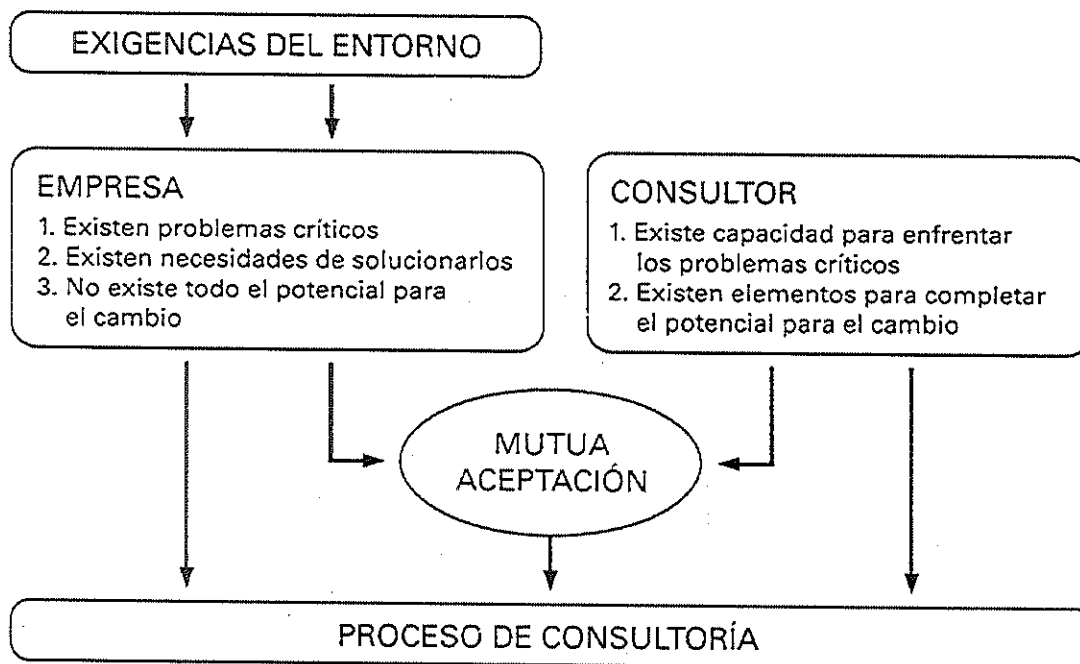 EXIGENCIAS DEL ENTORNO
EMPRESA
1. Existen problemas críticos
2. Existen necesidades de solucionarlos
3. No existe todo el potencial para
el cambio
CONSULTOR
1. Existe capacidad para enfrentar
los problemas críticos
2. Existen elementos para completar
el potencial para el cambio
MUTUA
ACEPTACIÓN
PROCESO DE CONSULTORÍA